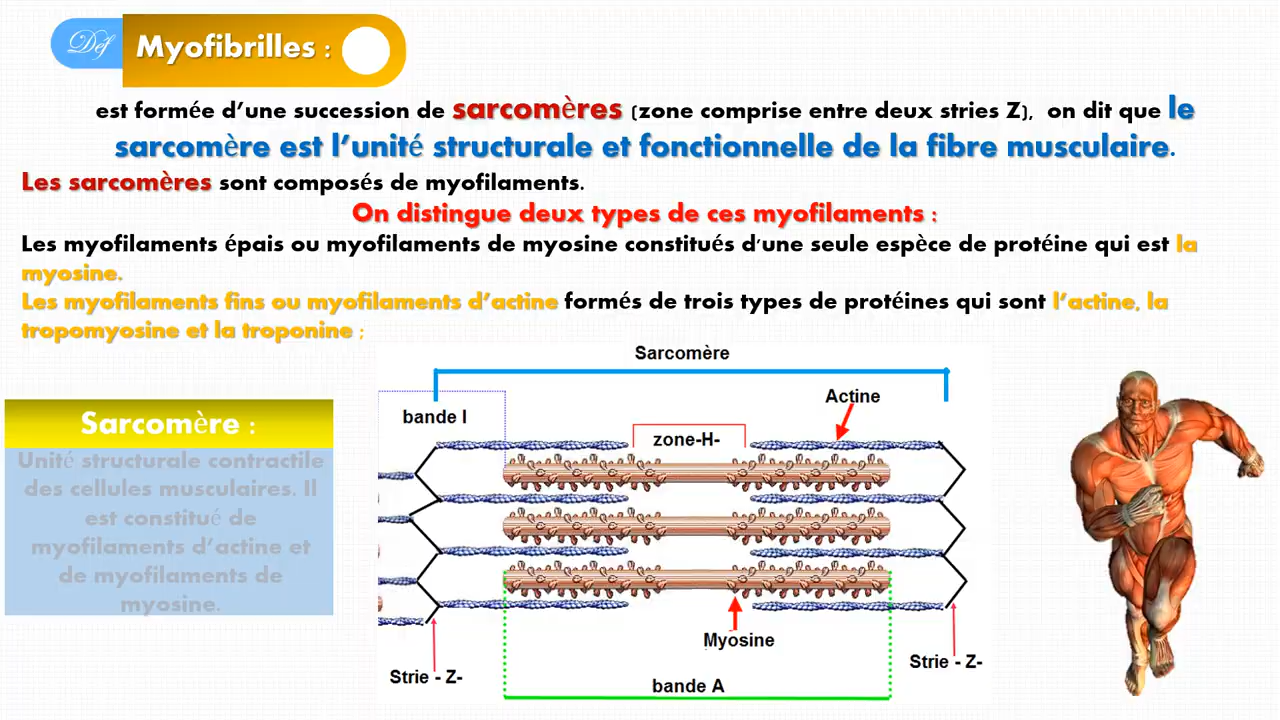 Déf
Myofibrilles :
est formée d’une succession de sarcomères (zone comprise entre deux stries Z), on dit que le
sarcomère est l’unité structurale et fonctionnelle de la fibre musculaire.
Les sarcomères sont composés de myofilaments.
On distingue deux types de ces myofilaments :
Les myofilaments épais ou myofilaments de myosine constitués d'une seule espèce de protéine qui est la
myosine.
Les myofilaments fins ou myofilaments d’actine formés de trois types de protéines qui sont l’actine, la
tropomyosine et la troponine ;
Sarcomère
Actine
bande I
zone-H-
Sarcomère :
Unité structurale contractile
des cellules musculaires. Il
est constitué de
myofilaments d’actine et
de myofilaments de
myosine.
Myosine
Strie - Z-
Strie - Z-
bande A